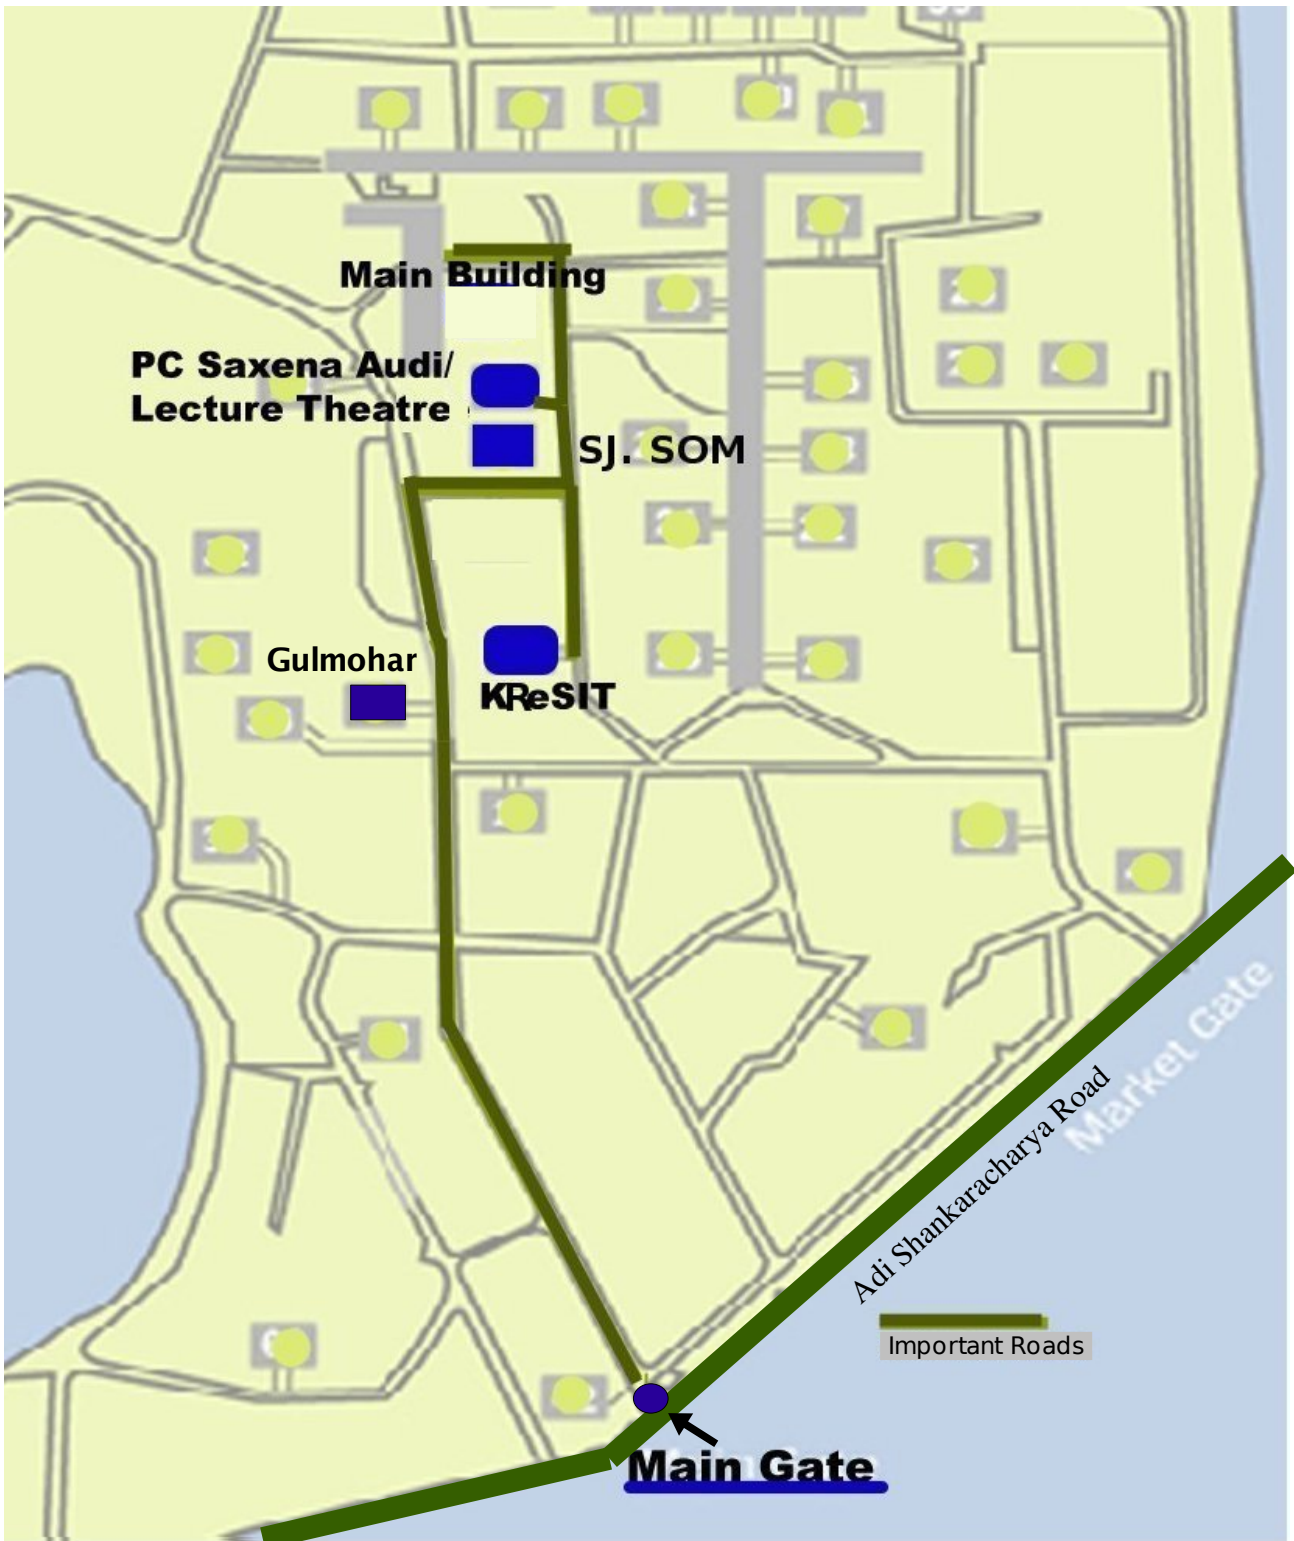 Main Building
PC Saxena Audi/
Lecture Theatre
SJ. SOM
Gulmohar
KReSIT
Market Gate
Adi Shankaracharya Road
Important Roads
Main Gate